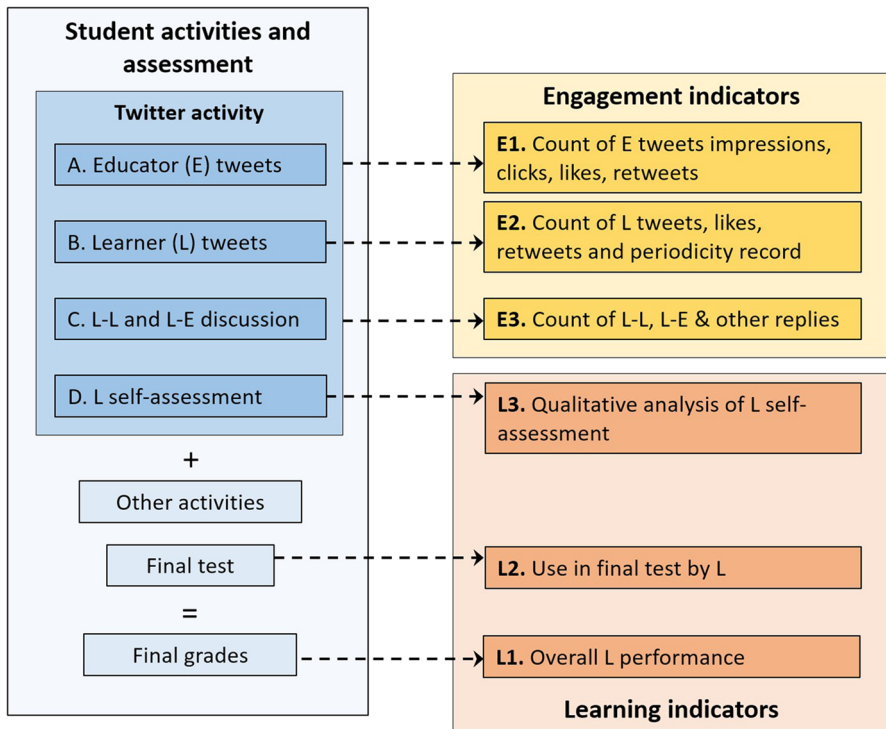 Student activities and
assessment
Twitter activity
A. Educator (E) tweets
B. Learner (L) tweets
C. L-L and L-E discussion
D. L self-assessment
+
Other activities
Final test
=
Final grades
Engagement indicators
E1. Count of E tweets impressions,
clicks, likes, retweets
E2. Count of L tweets, likes,
retweets and periodicity record
E3. Count of L-L, L-E & other replies
L3. Qualitative analysis of L self-
assessment
L2. Use in final test by L
L1. Overall L performance
Learning indicators